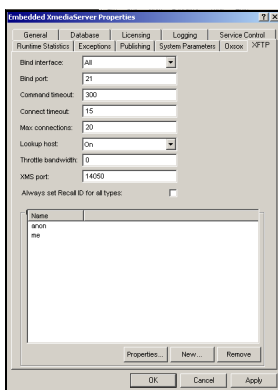 Embedded XmediaServer Properties
General Database Licensing Logging Service Control
Runtime Statistics Exceptions Publishing System Parameters Oxsox XFTP
Bind interface: All
Bind port: 21
Command timeout: 300
Connect timeout: 15
Max connections: 20
Lookup host: On
Throttle bandwidth: 0
XMS port: 14050
Always set Recall ID for all types:
Name
anon
me
Properties... New... Remove
OK Cancel Apply